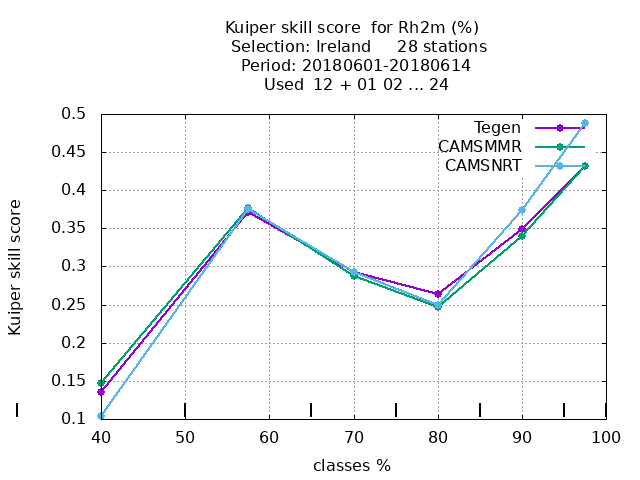 Kuiper skill score for Rh2m (%)
Selection: Ireland 28 stations
Period: 20180601-20180614
Used 12 + 01 02 ... 24
Tegen
CAMSMMR
CAMSNRT
0.5
0.45
0.4
0.35
0.3
0.25
0.2
0.15
0.1
Kuiper skill score
40 50 60 70 80 90 100
classes %